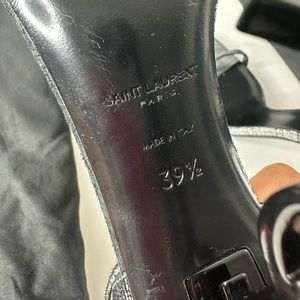 SAINT LAURENT
PARIS
MADE IN ITALY
39½